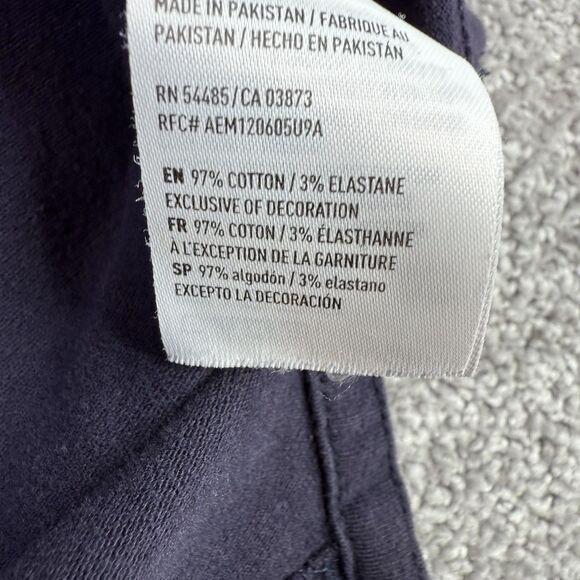 MADE IN PAKISTAN / FABRIQUÉ AU
PAKISTAN / HECHO EN PAKISTÁN
RN 54485/CA 03873
RFC# AEM120605U9A
EN 97% COTTON / 3% ELASTANE
EXCLUSIVE OF DECORATION
FR 97% COTON / 3% ÉLASTHANNE
À L'EXCEPTION DE LA GARNITURE
SP 97% algodón / 3% elastano
EXCEPTO LA DECORACIÓN